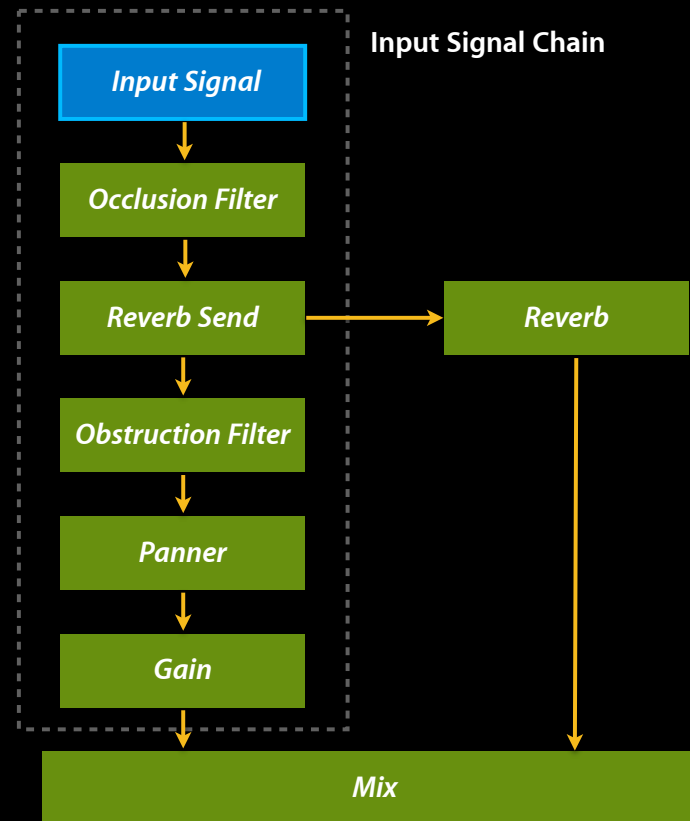 Input Signal Chain
Input Signal
Occlusion Filter
Reverb Send
Reverb
Obstruction Filter
Panner
Gain
Mix